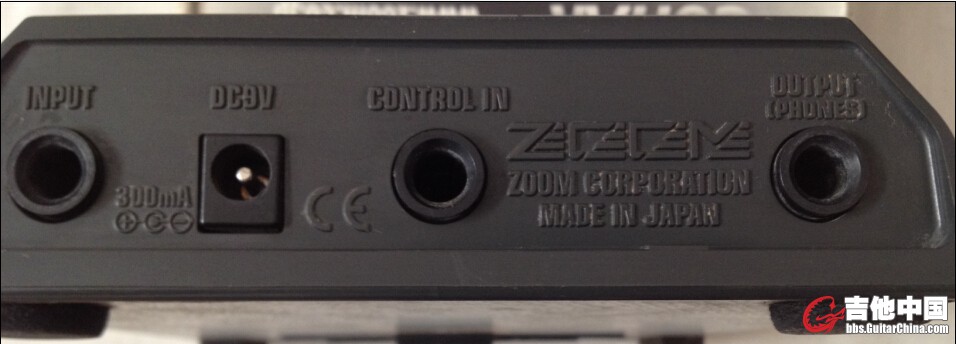 INPUT
DC9V
CONTROL IN
OUTPUT
(PHONES)
ZOOM
300mA
CE
ZOOM CORPORATION
MADE IN JAPAN
吉他中国
bbs.GuitarChina.com